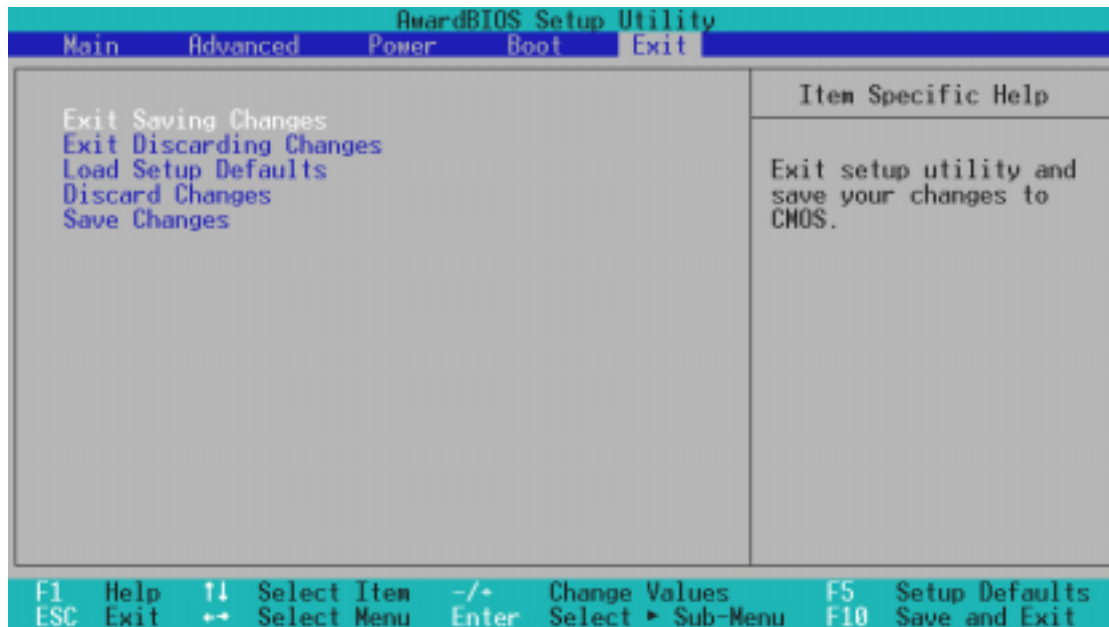 AwardBIOS Setup Utility
Main Advanced Power Boot Exit
Exit Saving Changes
Exit Discarding Changes
Load Setup Defaults
Discard Changes
Save Changes
Item Specific Help
Exit setup utility and
save your changes to
CMOS.
F1 Help ↑↓ Select Item -/+ Change Values F5 Setup Defaults
ESC Exit ←→ Select Menu Enter Select ► Sub-Menu F10 Save and Exit